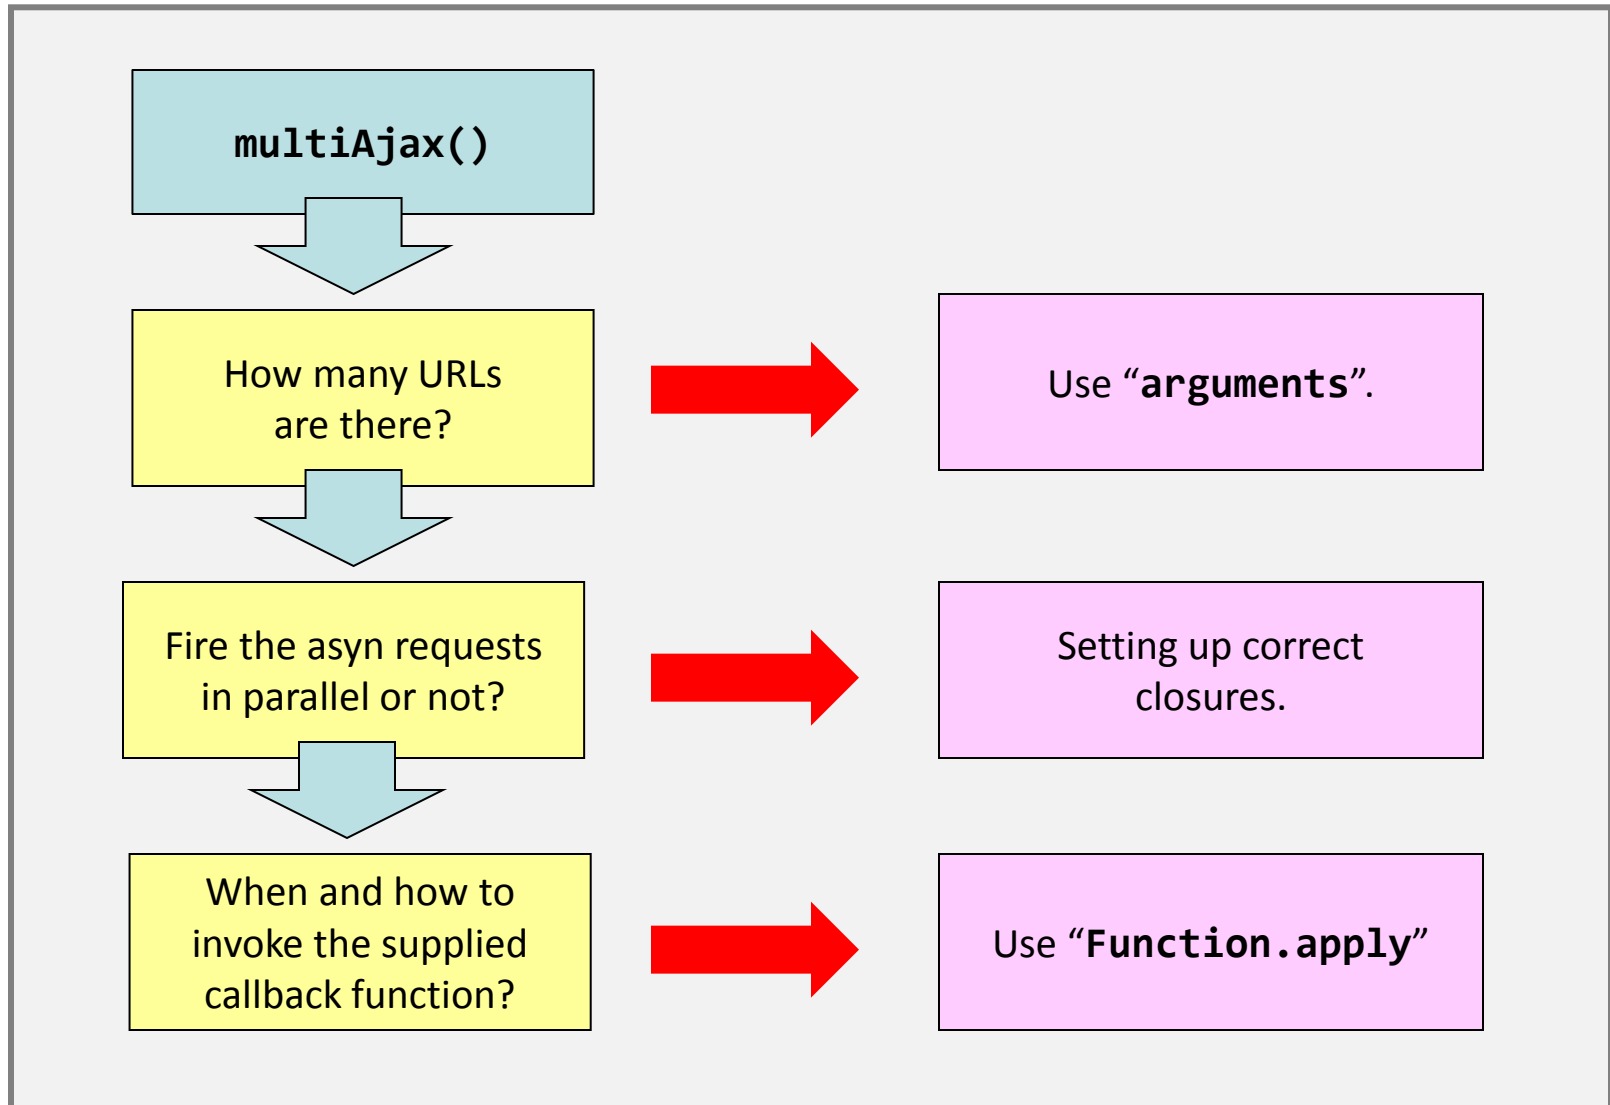 multiAjax()
How many URLs
are there?
Use “arguments”.
Fire the asyn requests
in parallel or not?
Setting up correct
closures.
When and how to
invoke the supplied
callback function?
Use “Function.apply”